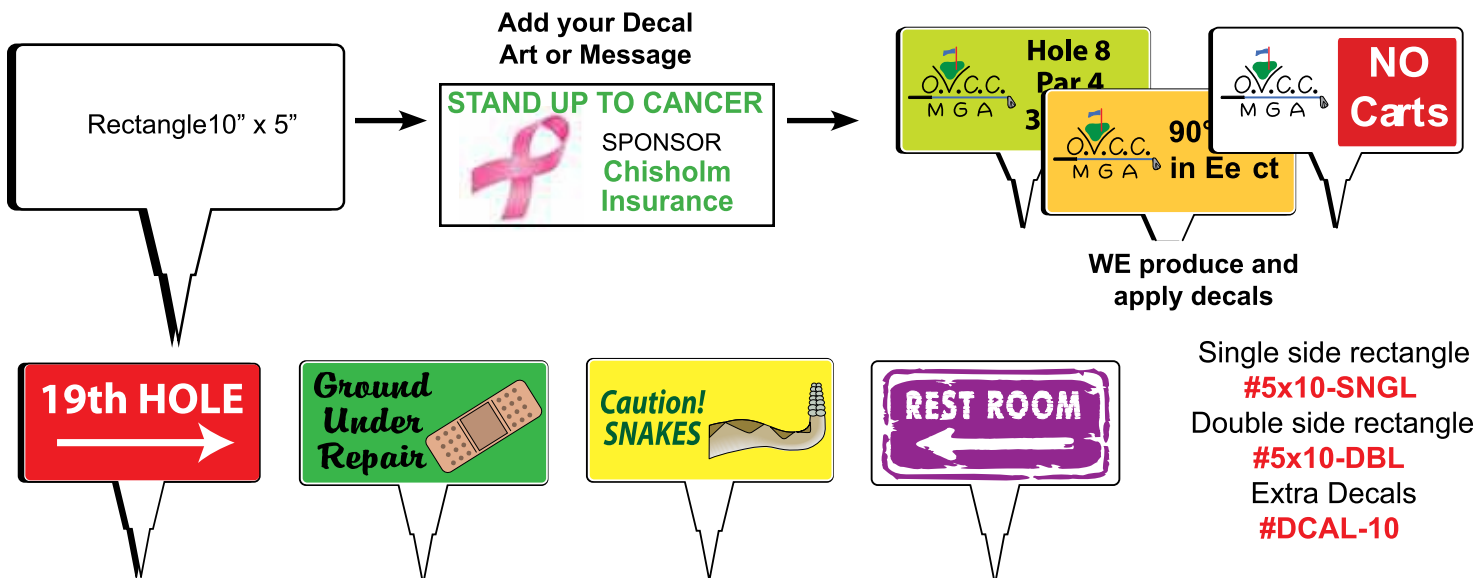 Rectangle10” x 5”
Add your Decal
Art or Message
STAND UP TO CANCER
SPONSOR
Chisholm
Insurance
O.V.C.C.
MGA
Hole 8
Par 4
3
O.V.C.C.
MGA
90°
in Ee ct
O.V.C.C.
MGA
NO
Carts
WE produce and
apply decals
19th HOLE
Ground
Under
Repair
Caution!
SNAKES
REST ROOM
Single side rectangle
#5x10-SNGL
Double side rectangle
#5x10-DBL
Extra Decals
#DCAL-10